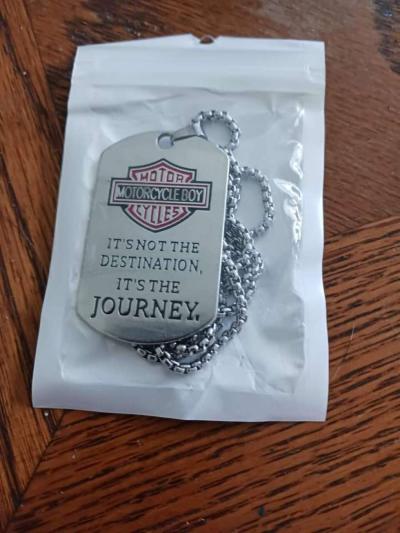 MOTOR
MOTORCYCLE BOY
CYCLES
IT'S NOT THE
DESTINATION,
IT'S THE
JOURNEY.